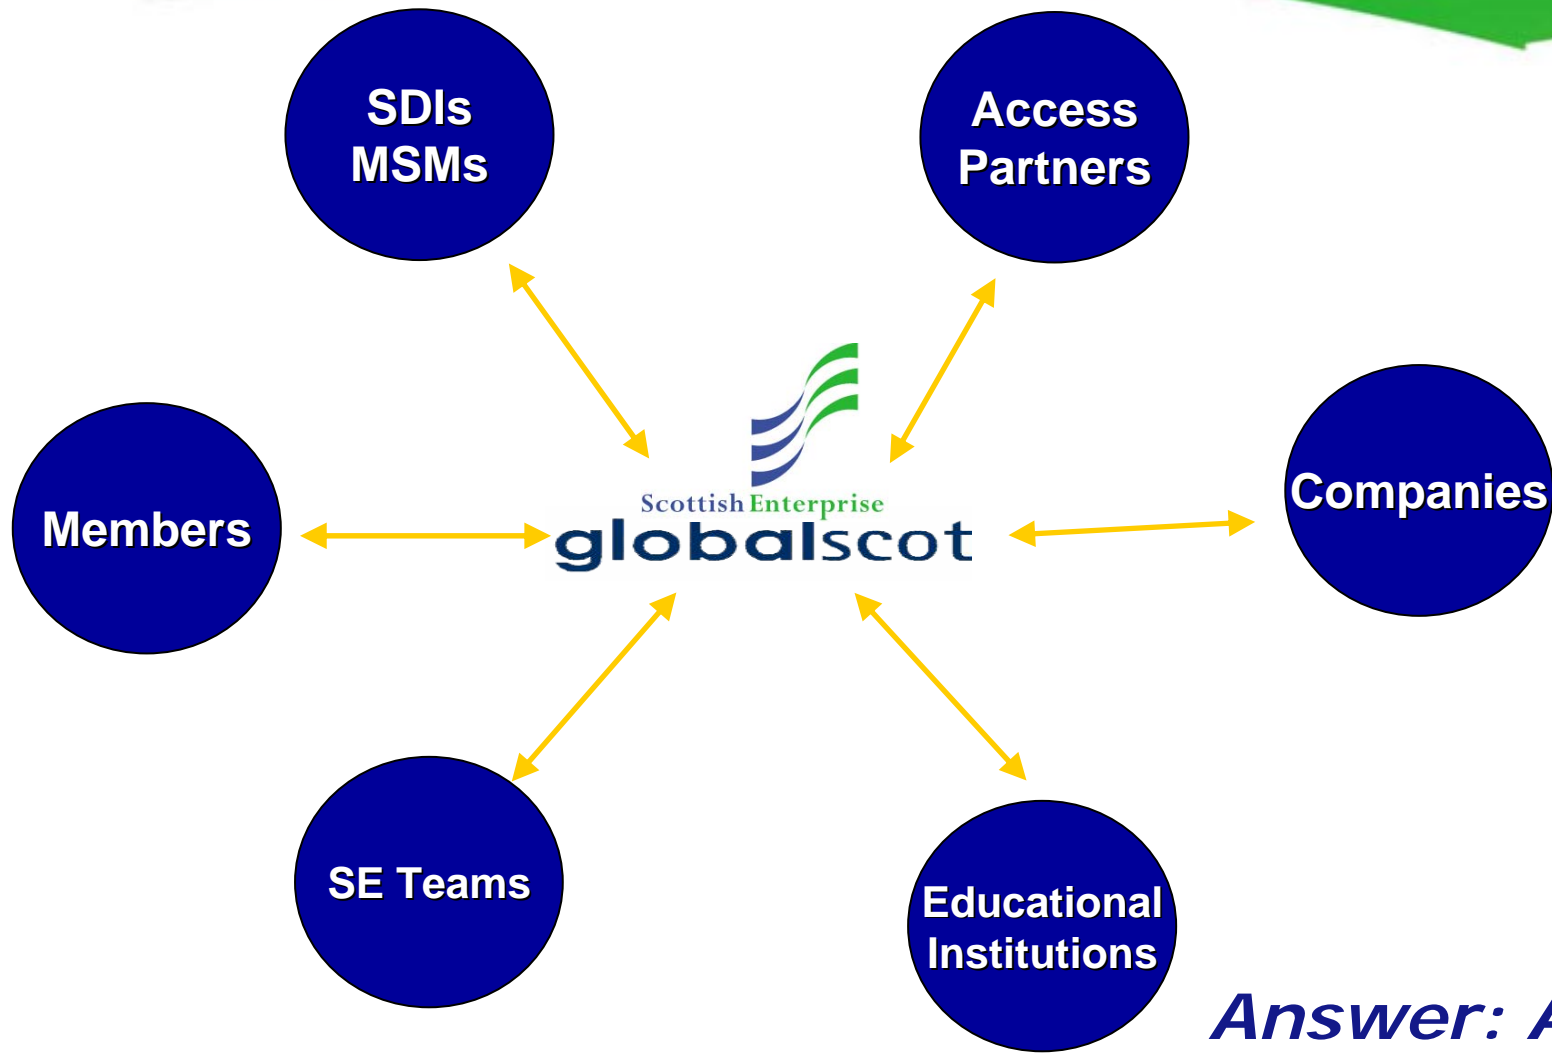 SDIs
MSMs
Access
Partners
Members
Scottish Enterprise
globalscot
Companies
SE Teams
Educational
Institutions
Answer: A